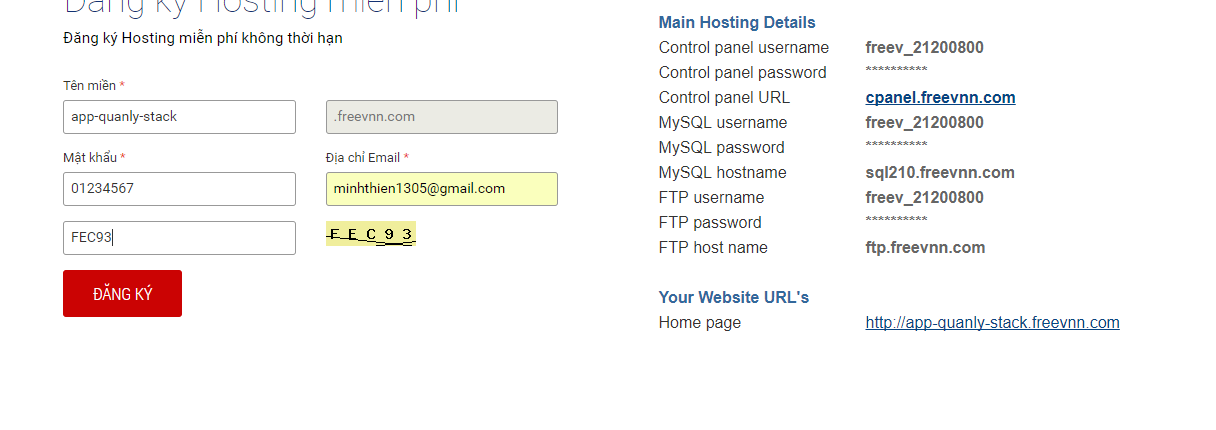 Đăng ký Hosting miễn phí
Đăng ký Hosting miễn phí không thời hạn
Tên miền *
app-quanly-stack
.freevnn.com
Mật khẩu *
Địa chỉ Email *
01234567
minhthien1305@gmail.com
FEC93
F E C 9 3
ĐĂNG KÝ
Main Hosting Details
Control panel username freev_21200800
Control panel password **********
Control panel URL cpanel.freevnn.com
MySQL username freev_21200800
MySQL password **********
MySQL hostname sql210.freevnn.com
FTP username freev_21200800
FTP password **********
FTP host name ftp.freevnn.com
Your Website URL's
Home page http://app-quanly-stack.freevnn.com